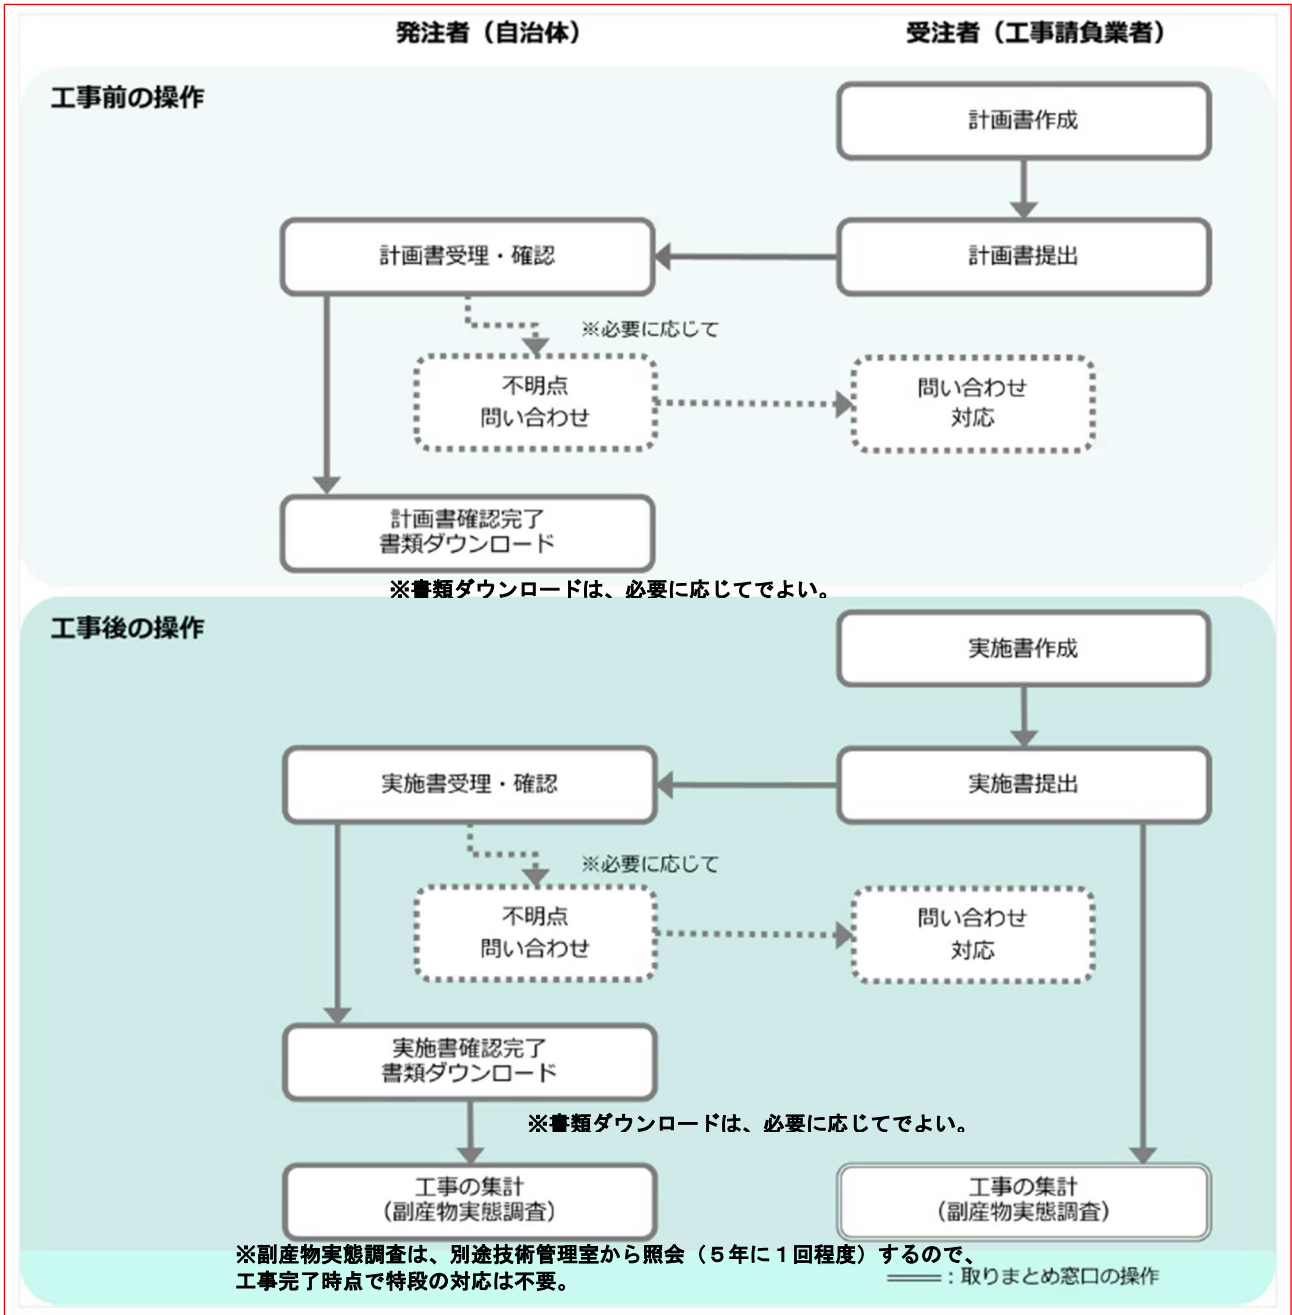 発注者（自治体）
受注者（工事請負業者）
工事前の操作
計画書作成
計画書受理・確認
計画書提出
※必要に応じて
不明点
問い合わせ
問い合わせ
対応
計画書確認完了
書類ダウンロード
※書類ダウンロードは、必要に応じてでよい。
工事後の操作
実施書作成
実施書受理・確認
実施書提出
※必要に応じて
不明点
問い合わせ
問い合わせ
対応
実施書確認完了
書類ダウンロード
※書類ダウンロードは、必要に応じてでよい。
工事の集計
（副産物実態調査）
工事の集計
（副産物実態調査）
※副産物実態調査は、別途技術管理室から照会（５年に１回程度）するので、
工事完了時点で特段の対応は不要。
：取りまとめ窓口の操作